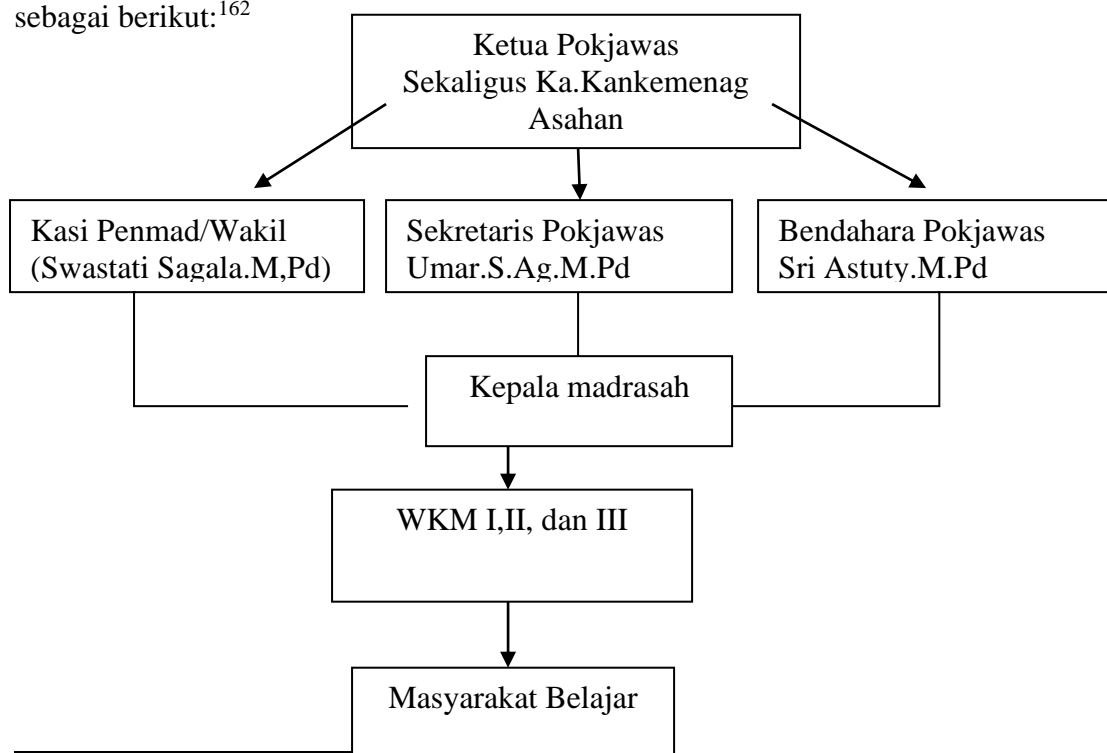 sebagai berikut:162
Ketua Pokjawas
Sekaligus Ka.Kankemenag
Asahan
Kasi Penmad/Wakil
(Swastati Sagala.M,Pd)
Sekretaris Pokjawas
Umar.S.Ag.M.Pd
Bendahara Pokjawas
Sri Astuty.M.Pd
Kepala madrasah
WKM I,II, dan III
Masyarakat Belajar